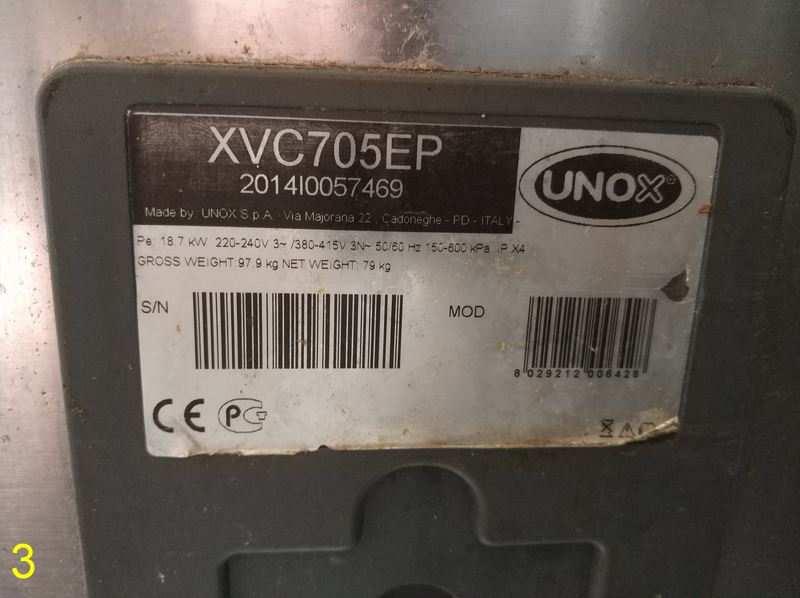 XVC705EP
2014I0057469
Made by: UNOX S.p.A. Via Majorana 22 , Cadoneghe - PD - ITALY -
UNOX®
Pe: 18.7 kW 220-240V 3~ /380-415V 3N~ 50/60 Hz 150-600 kPa IP X4
GROSS WEIGHT:97.9 kg NET WEIGHT: 79 kg
S/N
MOD
8 029212 006428
CE PG
3